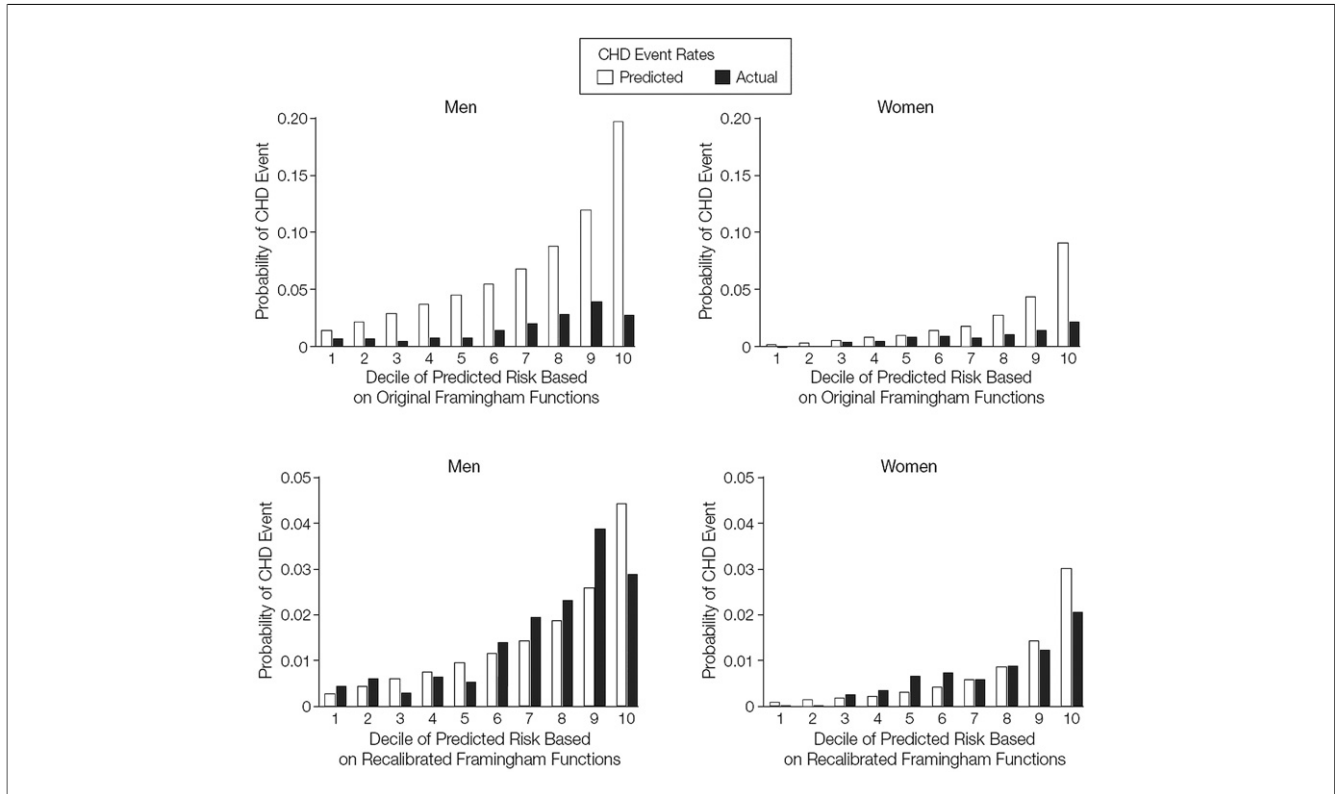 CHD Event Rates
Predicted Actual
Men
Probability of CHD Event
0.20
0.15
0.10
0.05
0
1 2 3 4 5 6 7 8 9 10
Decile of Predicted Risk Based
on Original Framingham Functions
Women
Probability of CHD Event
0.20
0.15
0.10
0.05
0
1 2 3 4 5 6 7 8 9 10
Decile of Predicted Risk Based
on Original Framingham Functions
Men
Probability of CHD Event
0.05
0.04
0.03
0.02
0.01
0
1 2 3 4 5 6 7 8 9 10
Decile of Predicted Risk Based
on Recalibrated Framingham Functions
Women
Probability of CHD Event
0.05
0.04
0.03
0.02
0.01
0
1 2 3 4 5 6 7 8 9 10
Decile of Predicted Risk Based
on Recalibrated Framingham Functions